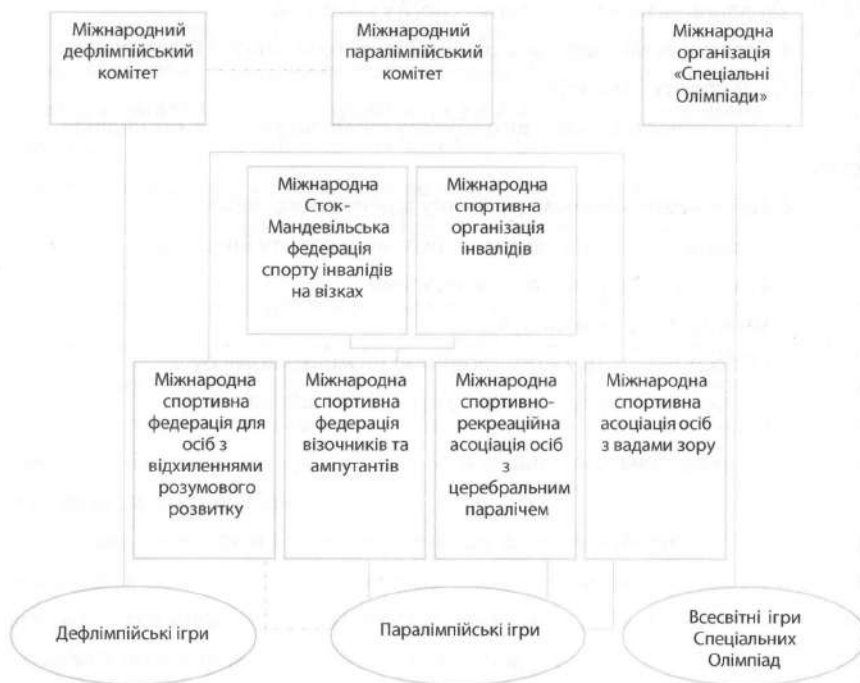 Міжнародний
дефлімпійський
комітет
Міжнародний
паралімпійський
комітет
Міжнародна
організація
«Спеціальні
Олімпіади»
Міжнародна
Сток-
Мандевільська
федерація
спорту інвалідів
на візках
Міжнародна
спортивна
організація
інвалідів
Міжнародна
спортивна
федерація для
осіб з
відхиленнями
розумового
розвитку
Міжнародна
спортивна
федерація
візочників та
ампутантів
Міжнародна
спортивно-
рекреаційна
асоціація осіб
з
церебральним
паралічем
Міжнародна
спортивна
асоціація осіб
з вадами зору
Дефлімпійські ігри
Паралімпійські ігри
Всесвітні ігри
Спеціальних
Олімпіад